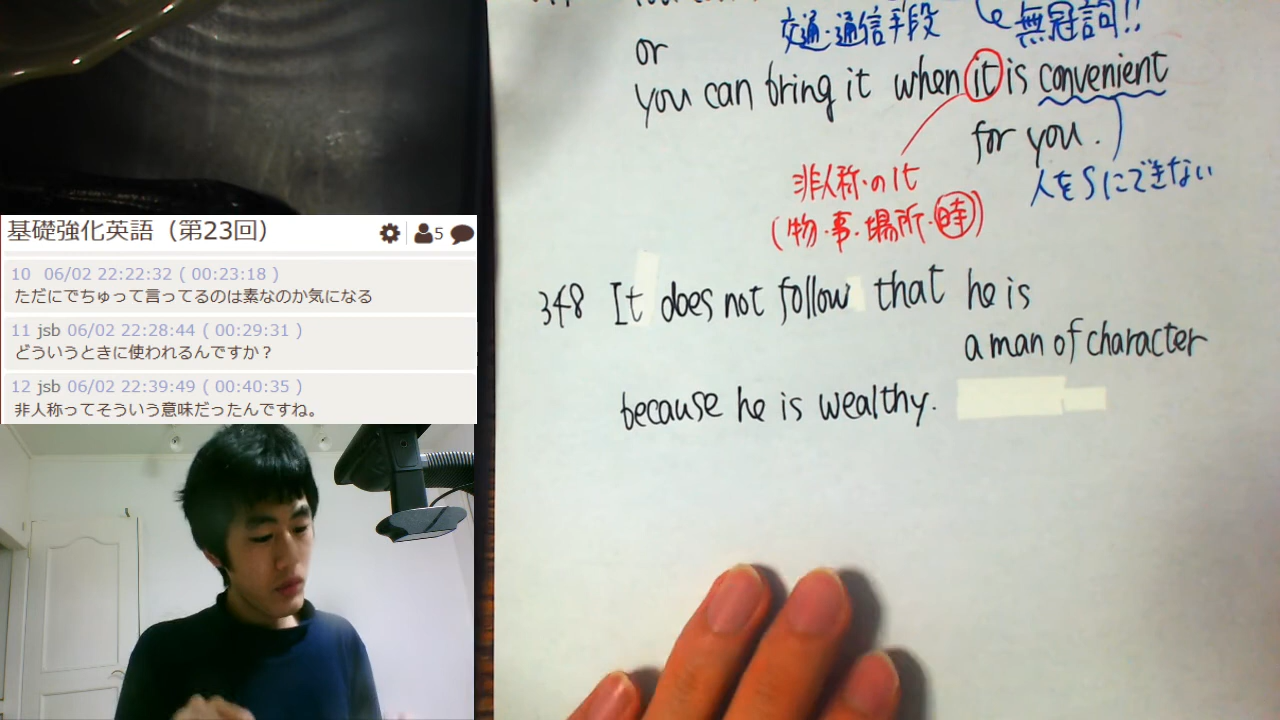 基礎強化英語（第23回）
5
10 06/02 22:22:32 ( 00:23:18 )
ただにでちゅって言ってるのは素なのか気になる
11 jsb 06/02 22:28:44 ( 00:29:31 )
どういうときに使われるんですか？
12 jsb 06/02 22:39:49 ( 00:40:35 )
非人称ってそういう意味だったんですね。
交通・通信手段
無冠詞!!
or
you can bring it when it is convenient
for you.
非人称のit
(物・事・場所・時)
人をSにできない
348 It does not follow that he is
a man of character
because he is wealthy.